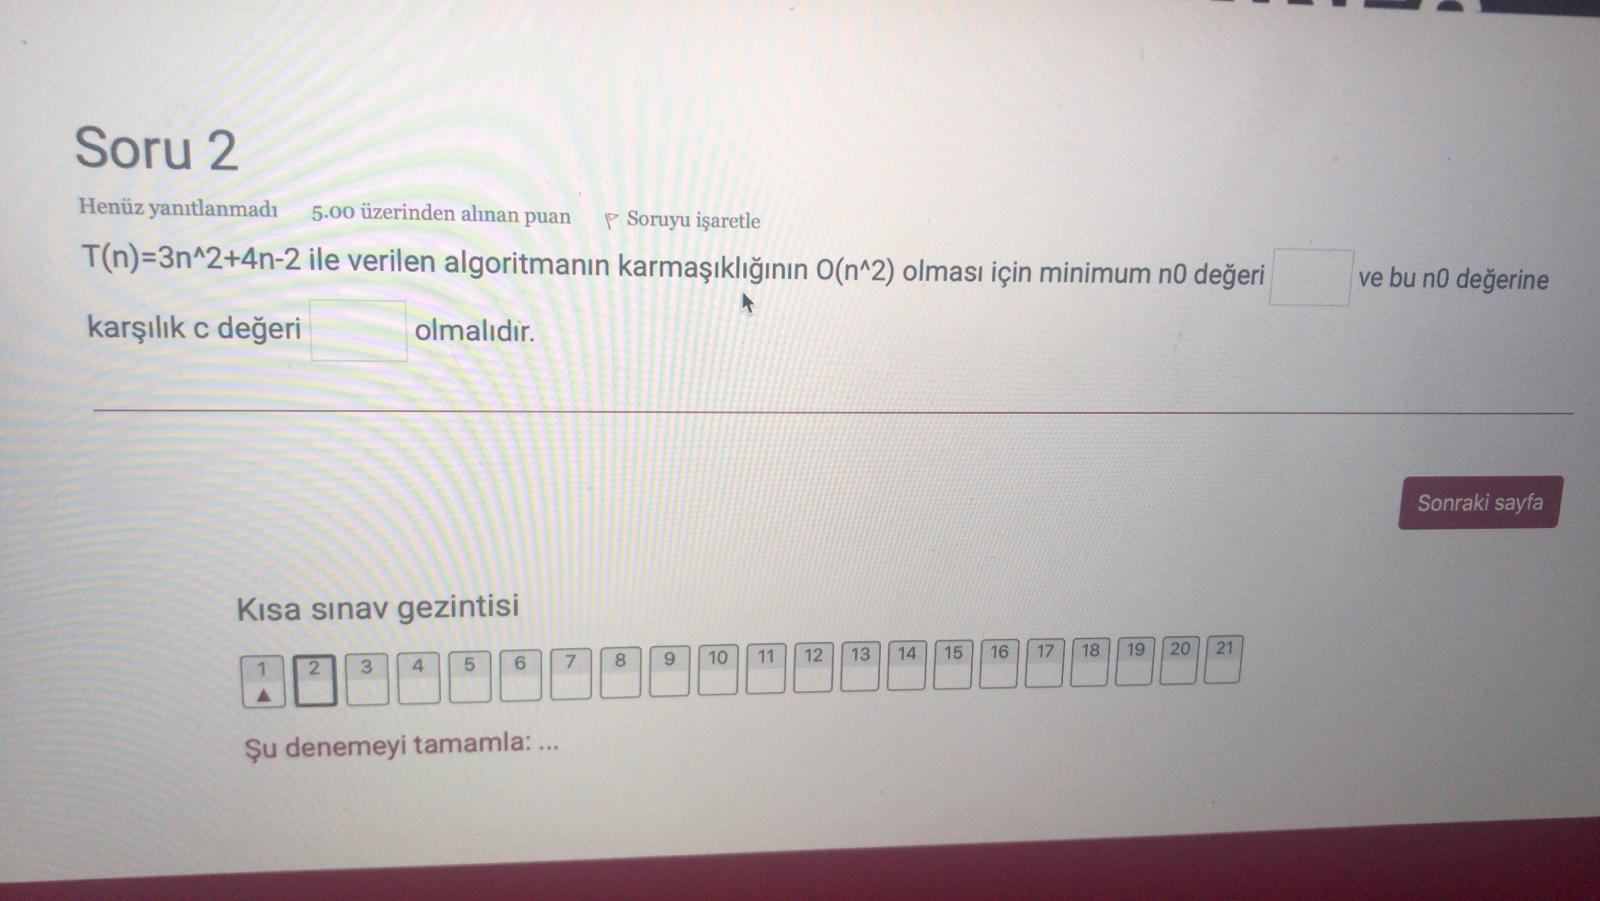 Soru 2
Henüz yanıtlanmadı 5.00 üzerinden alınan puan Soruyu işaretle
T(n)=3n^2+4n-2 ile verilen algoritmanın karmaşıklığının O(n^2) olması için minimum n0 değeri ve bu n0 değerine
karşılık c değeri olmalıdır.
Sonraki sayfa
Kısa sınav gezintisi
1 2 3 4 5 6 7 8 9 10 11 12 13 14 15 16 17 18 19 20 21
Şu denemeyi tamamla: ...